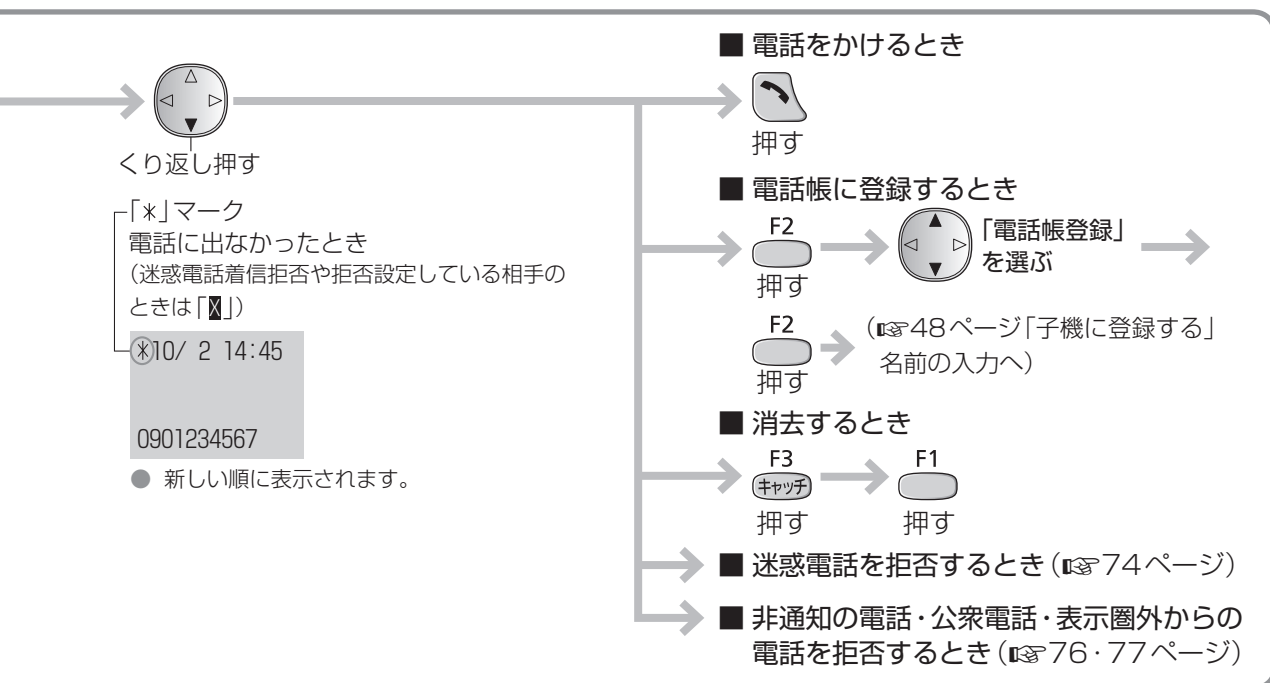 くり返し押す
「*」マーク
電話に出なかったとき
（迷惑電話着信拒否や拒否設定している相手の
ときは「X」）
*10/ 2 14:45
0901234567
● 新しい順に表示されます。
■ 電話をかけるとき
押す
■ 電話帳に登録するとき
F2
押す
「電話帳登録」
を選ぶ
F2
押す
（☞48ページ「子機に登録する」
名前の入力へ）
■ 消去するとき
F3
キャッチ
押す
F1
押す
■ 迷惑電話を拒否するとき（☞74ページ）
■ 非通知の電話・公衆電話・表示圏外からの
電話を拒否するとき（☞76・77ページ）